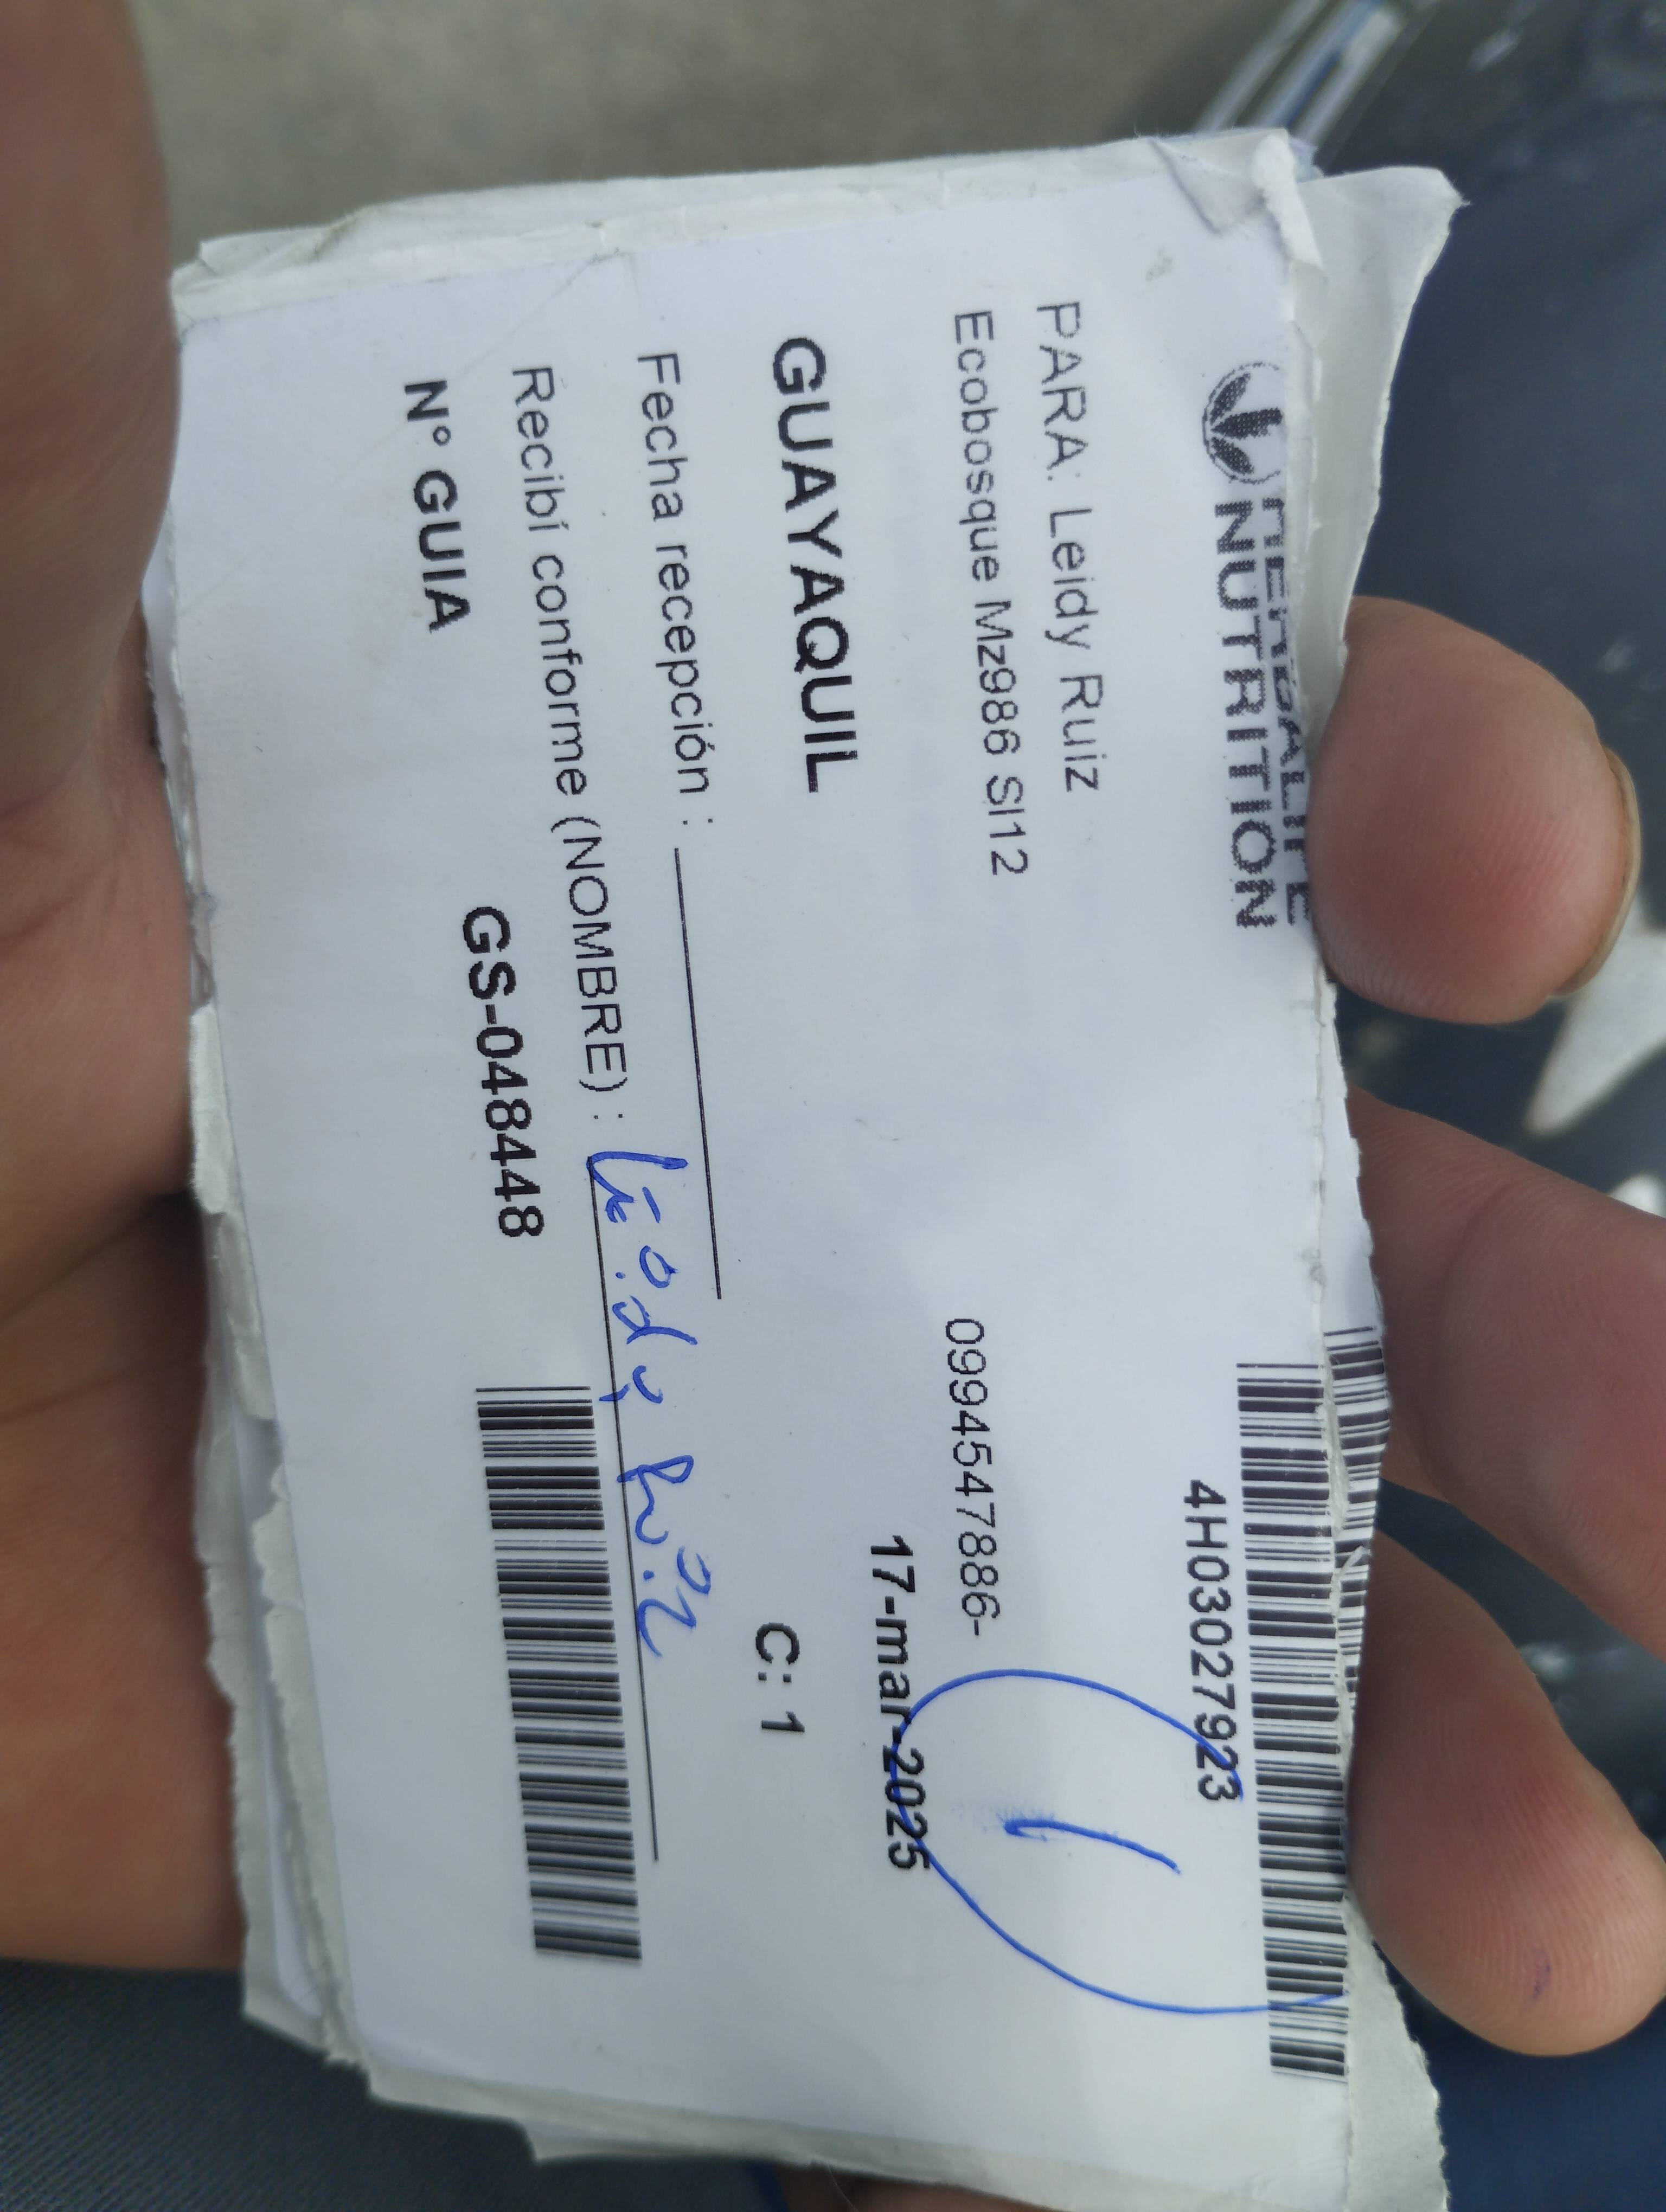 HERBALIFE
NUTRITION
4H03027923
PARA: Leidy Ruiz
Ecobosque Mz986 Sl12 0994547886-
17-mar-2025
GUAYAQUIL C: 1
Fecha recepción :
Recibí conforme (NOMBRE) : Leidy Ruiz
N° GUIA GS-048448